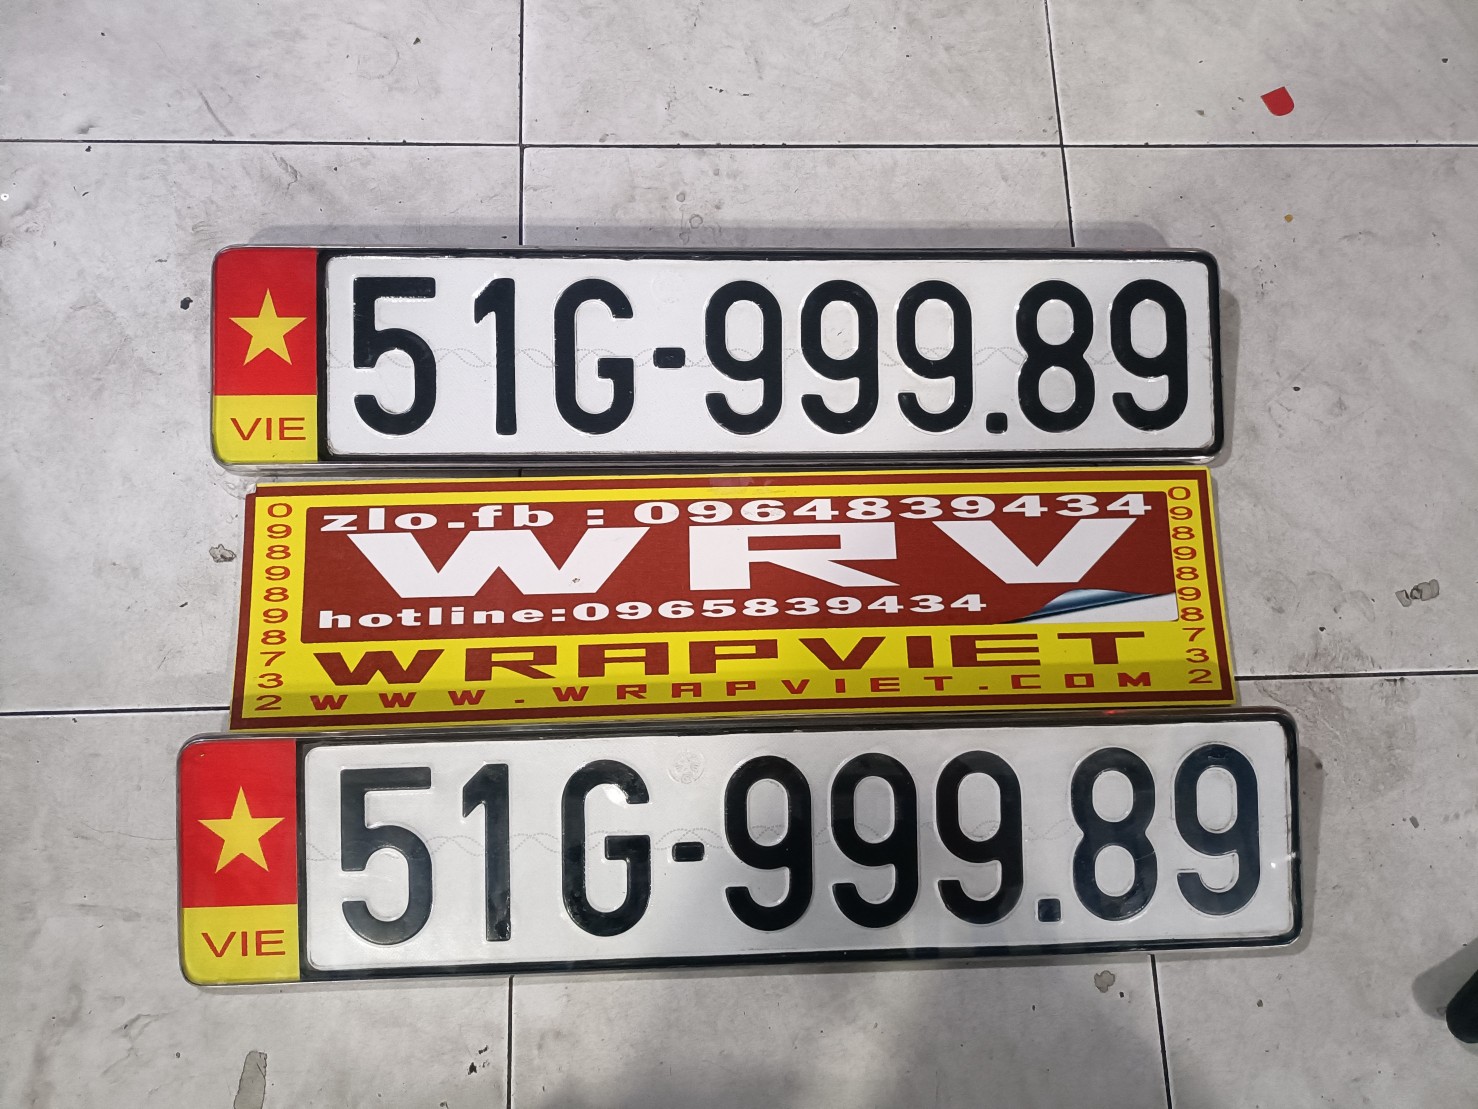 51G-999.89
VIE
zlo.fb : 0964839434
WRV
hotline:0965839434
WRAPVIET
WWW.WRAPVIET.COM
0989898732
0989898732
51G-999.89
VIE